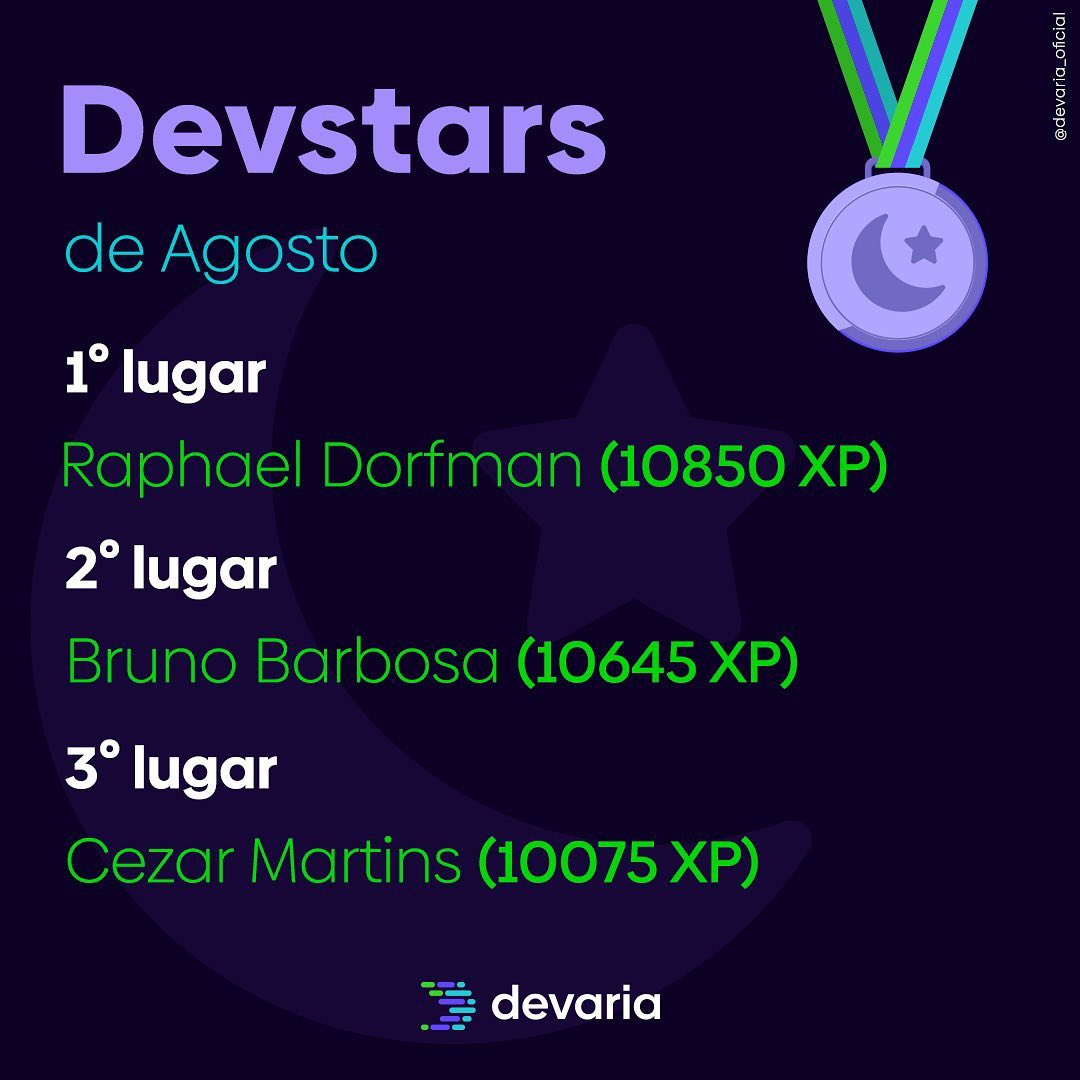 @devaria_oficial
Devstars
de Agosto
1° lugar
Raphael Dorfman (10850 XP)
2° lugar
Bruno Barbosa (10645 XP)
3° lugar
Cezar Martins (10075 XP)
devaria